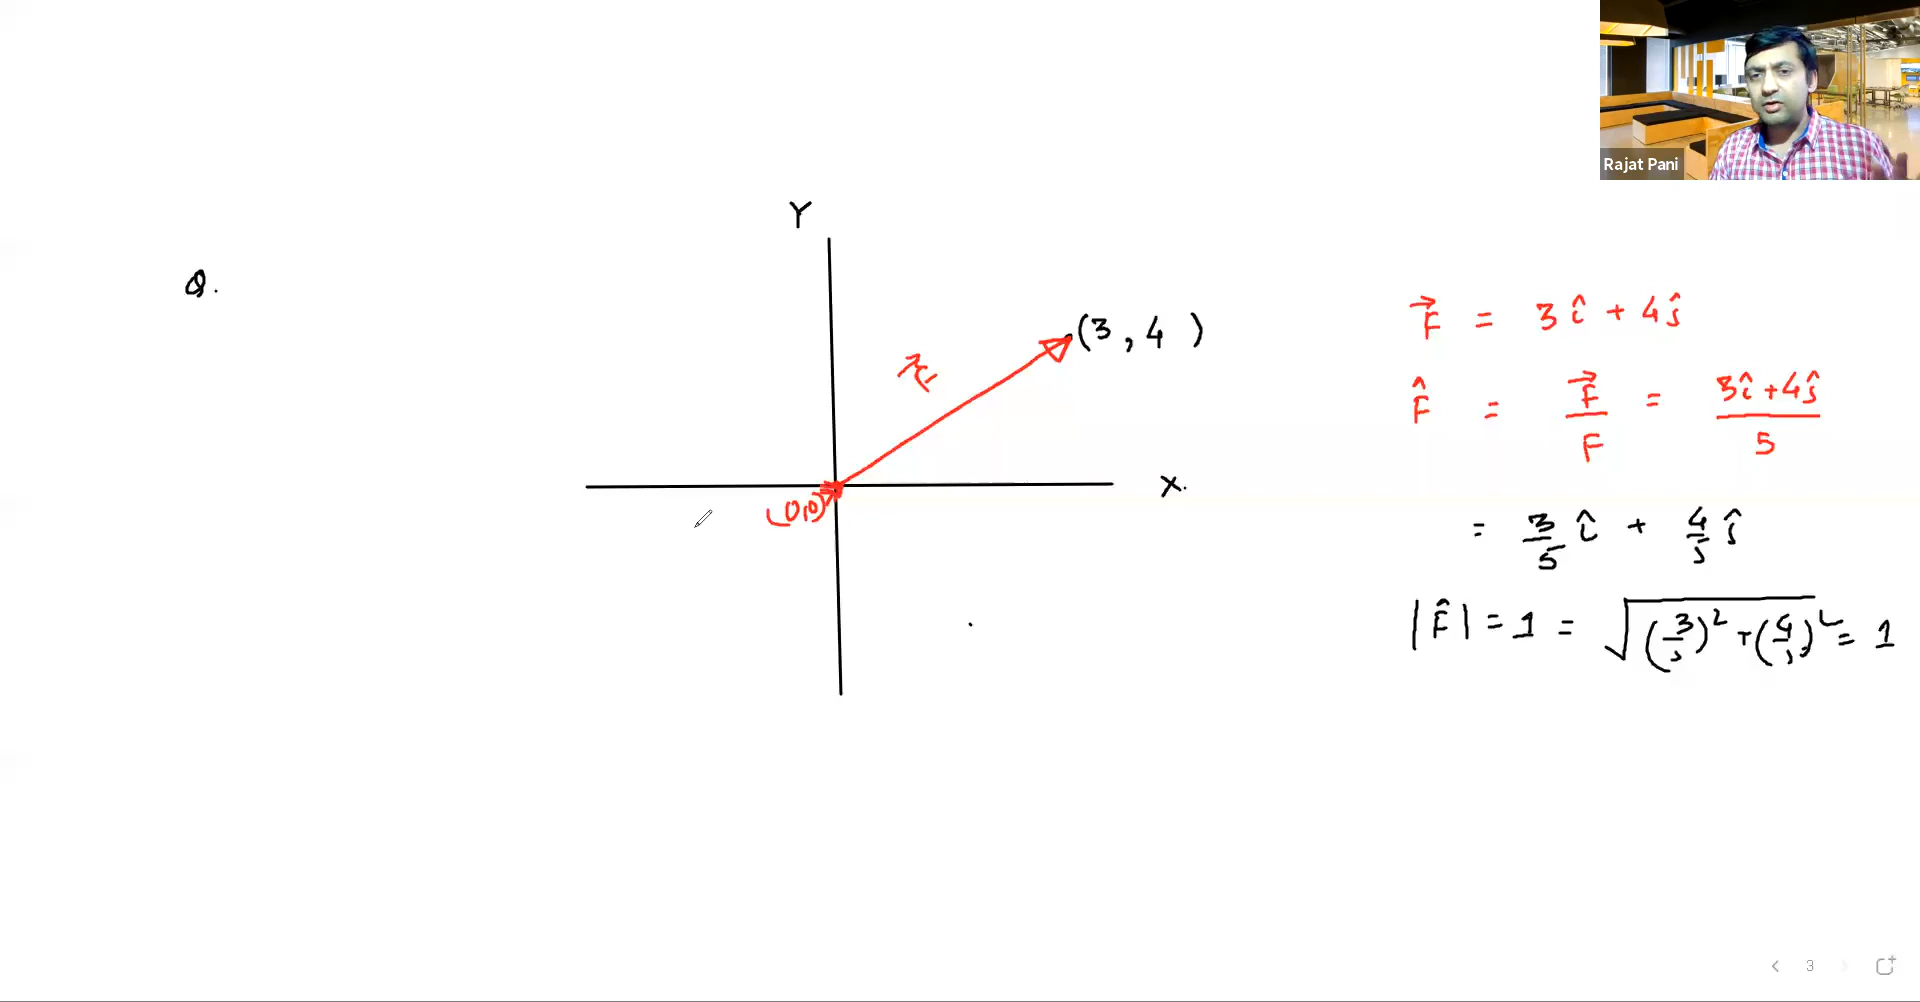 Rajat Pani
Y
Q.
(3, 4)
F⃗
X.
(0,0)
F⃗ = 3î + 4ĵ
F̂ = F⃗/F = (3î + 4ĵ)/5
= 3/5 î + 4/5 ĵ
|F̂| = 1 = √((3/5)² + (4/5)²) = 1
3